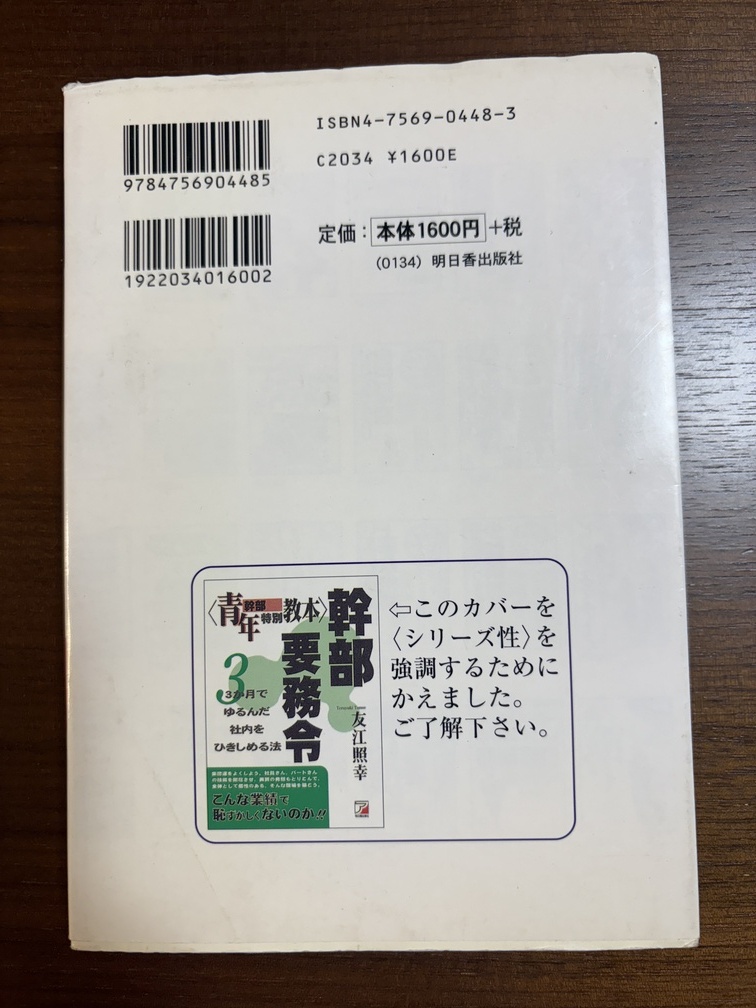 ISBN4-7569-0448-3
C2034 ¥1600E
9784756904485
1922034016002
定価：本体1600円+税
(0134) 明日香出版社
〈青年幹部特別教本〉
幹部
要務令
3
3か月で
ゆるんだ
社内を
ひきしめる法
友江照幸
こんな業績で
恥ずかしくないのか!!
⇦このカバーを
〈シリーズ性〉を
強調するために
かえました。
ご了解下さい。